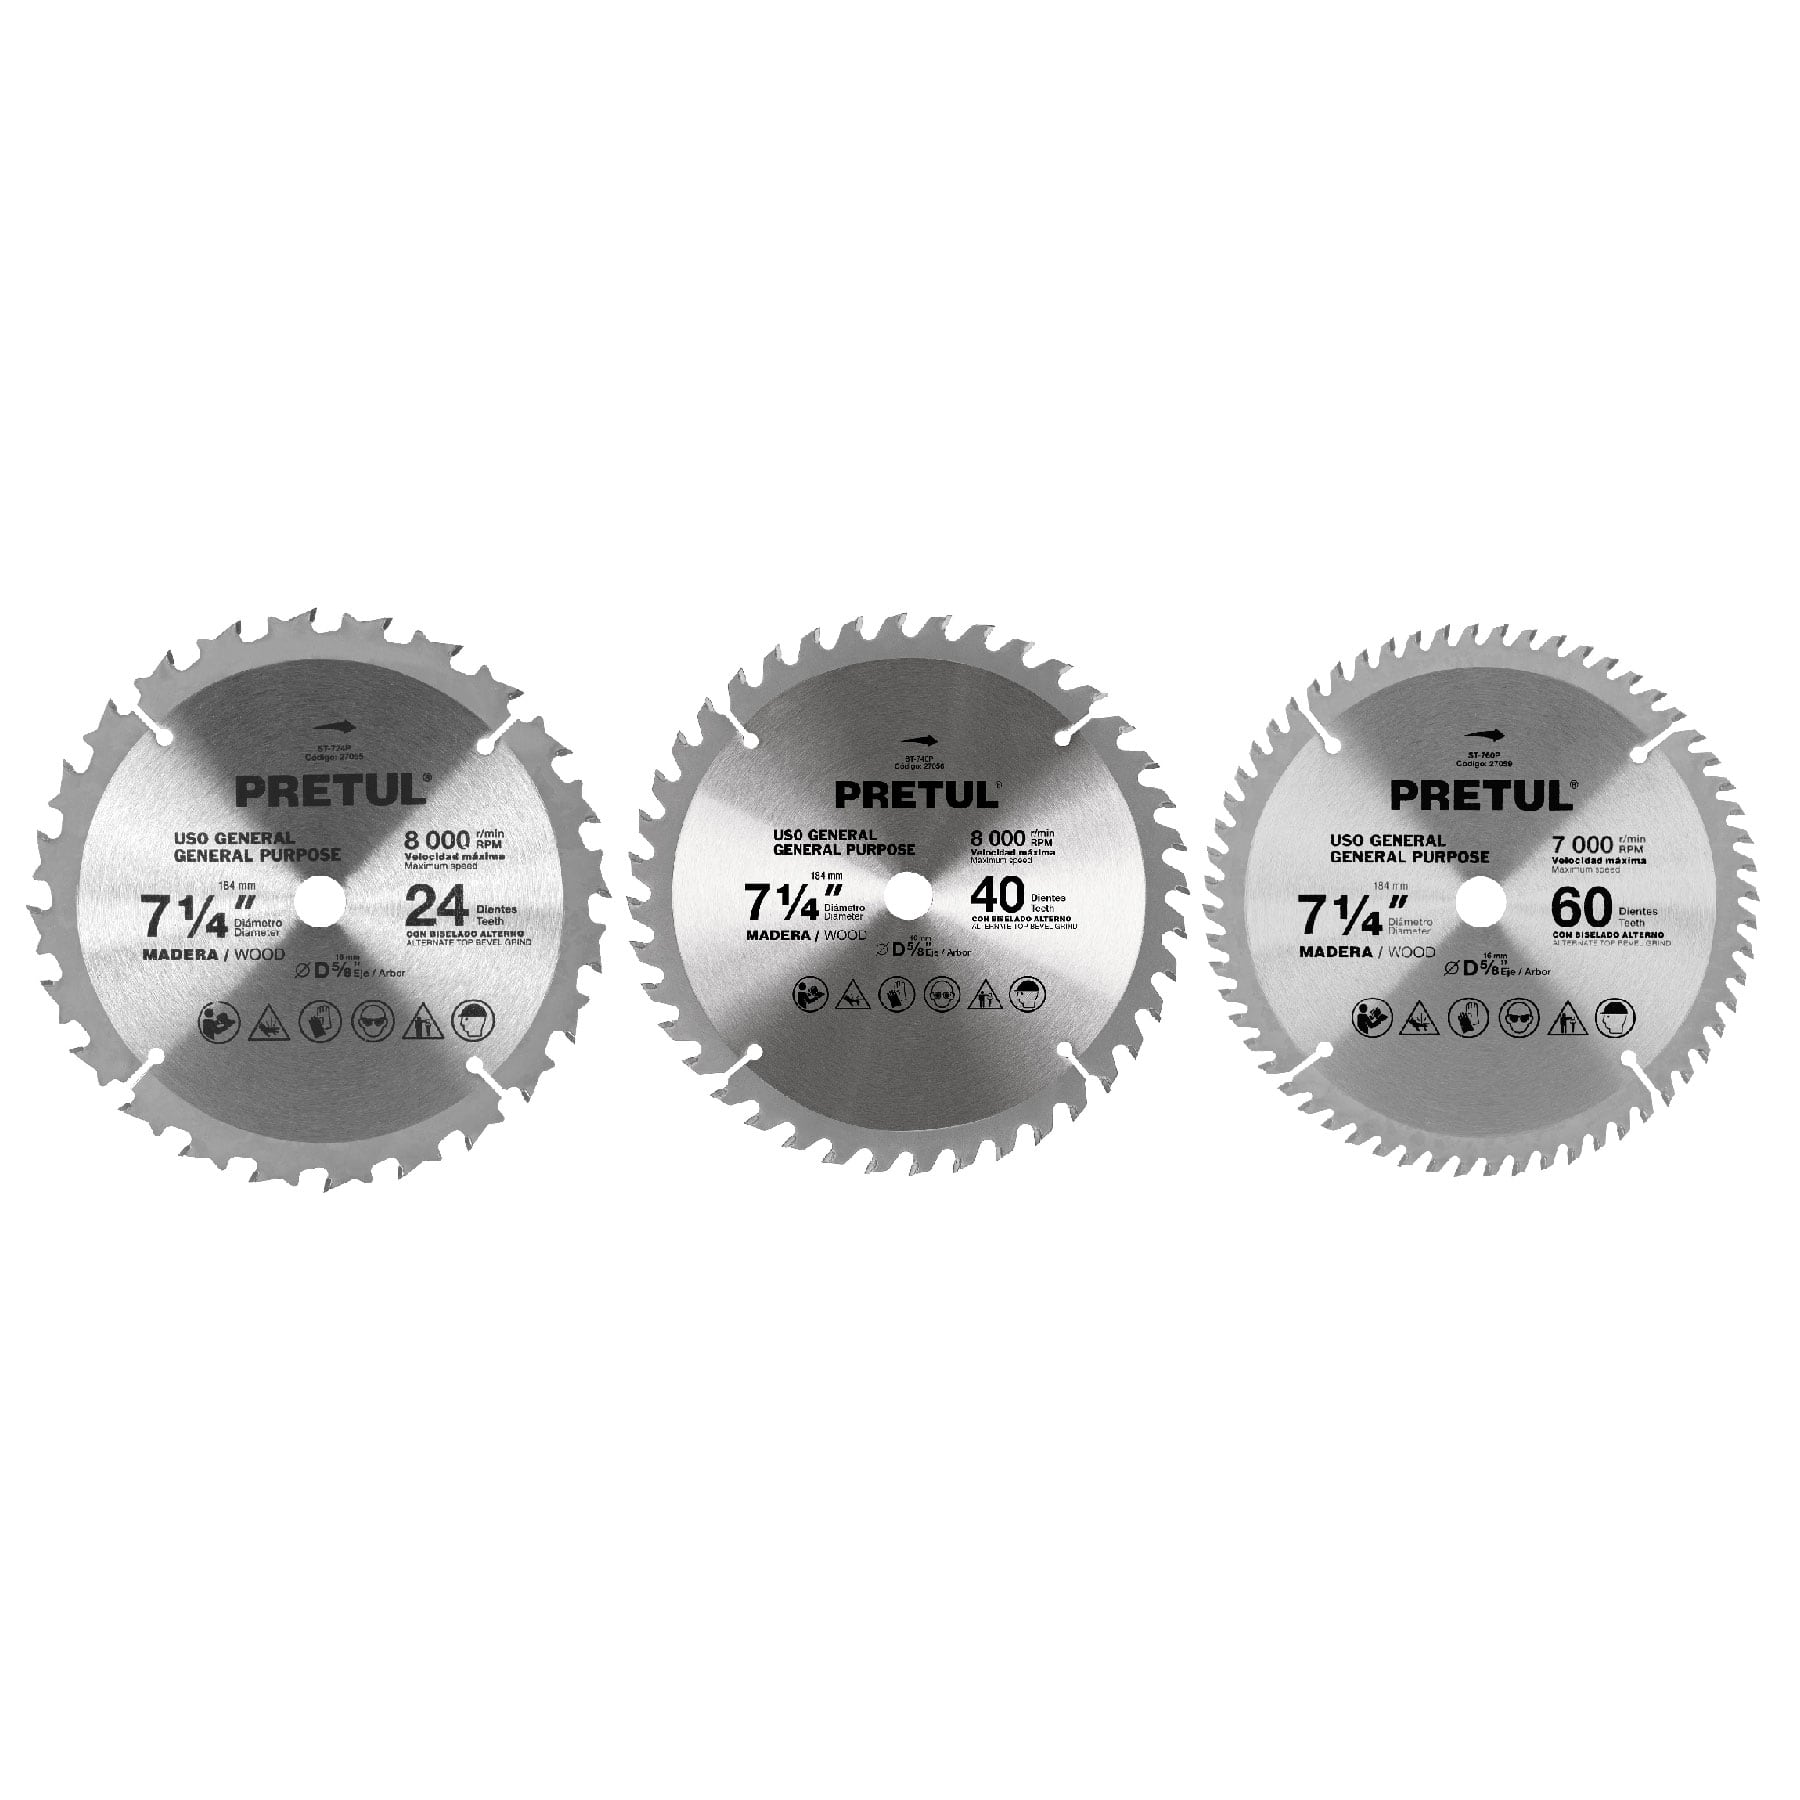 ST-724P
Código: 27055
PRETUL®
USO GENERAL
GENERAL PURPOSE
8 000 r/min RPM
Velocidad máxima
Maximum speed
184 mm
7 1/4" Diámetro
Diameter
24 Dientes
Teeth
CON BISELADO ALTERNO
ALTERNATE TOP BEVEL GRIND
MADERA / WOOD
16 mm
Ø D 5/8" Eje / Arbor
ST-740P
Código: 27056
PRETUL®
USO GENERAL
GENERAL PURPOSE
8 000 r/min RPM
Velocidad máxima
Maximum speed
184 mm
7 1/4" Diámetro
Diameter
40 Dientes
Teeth
CON BISELADO ALTERNO
ALTERNATE TOP BEVEL GRIND
MADERA / WOOD
16 mm
Ø D 5/8" Eje / Arbor
ST-760P
Código: 27059
PRETUL®
USO GENERAL
GENERAL PURPOSE
7 000 r/min RPM
Velocidad máxima
Maximum speed
184 mm
7 1/4" Diámetro
Diameter
60 Dientes
Teeth
CON BISELADO ALTERNO
ALTERNATE TOP BEVEL GRIND
MADERA / WOOD
16 mm
Ø D 5/8" Eje / Arbor